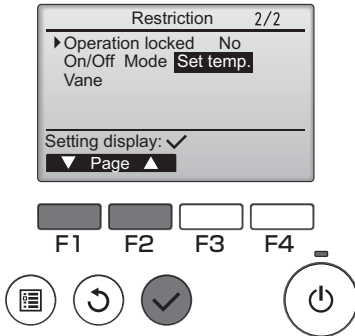 Restriction 2/2
Operation locked No
On/Off Mode Set temp.
Vane
Setting display:
Page
F1 F2 F3 F4